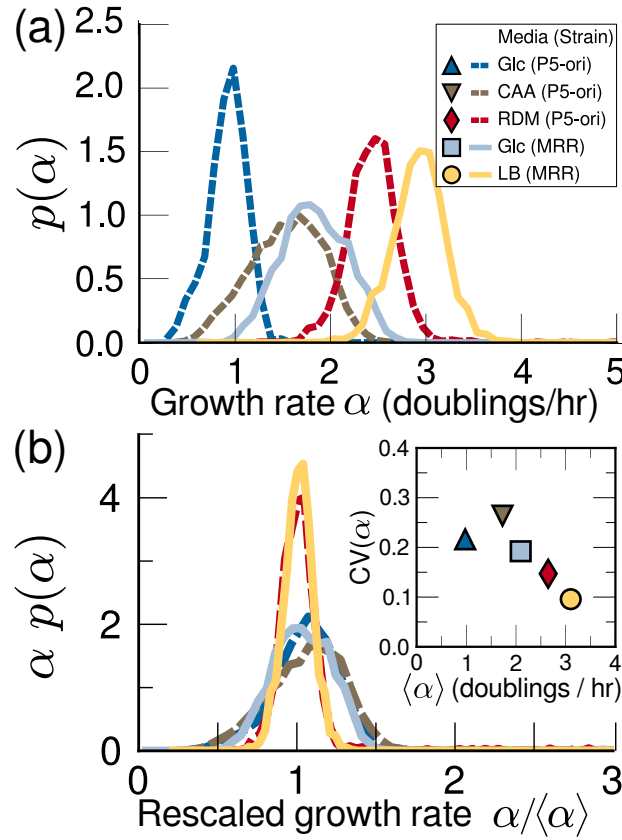 (a)
2.5
2.0
1.5
1.0
0.5
0.0
p(α)
Media (Strain)
Glc (P5-ori)
CAA (P5-ori)
RDM (P5-ori)
Glc (MRR)
LB (MRR)
0 1 2 3 4 5
Growth rate α (doublings/hr)
(b)
4
2
0
α p(α)
0.4
0.3
0.2
0.1
0.0
CV(α)
0 1 2 3 4
⟨α⟩ (doublings / hr)
0 1 2 3
Rescaled growth rate α/⟨α⟩